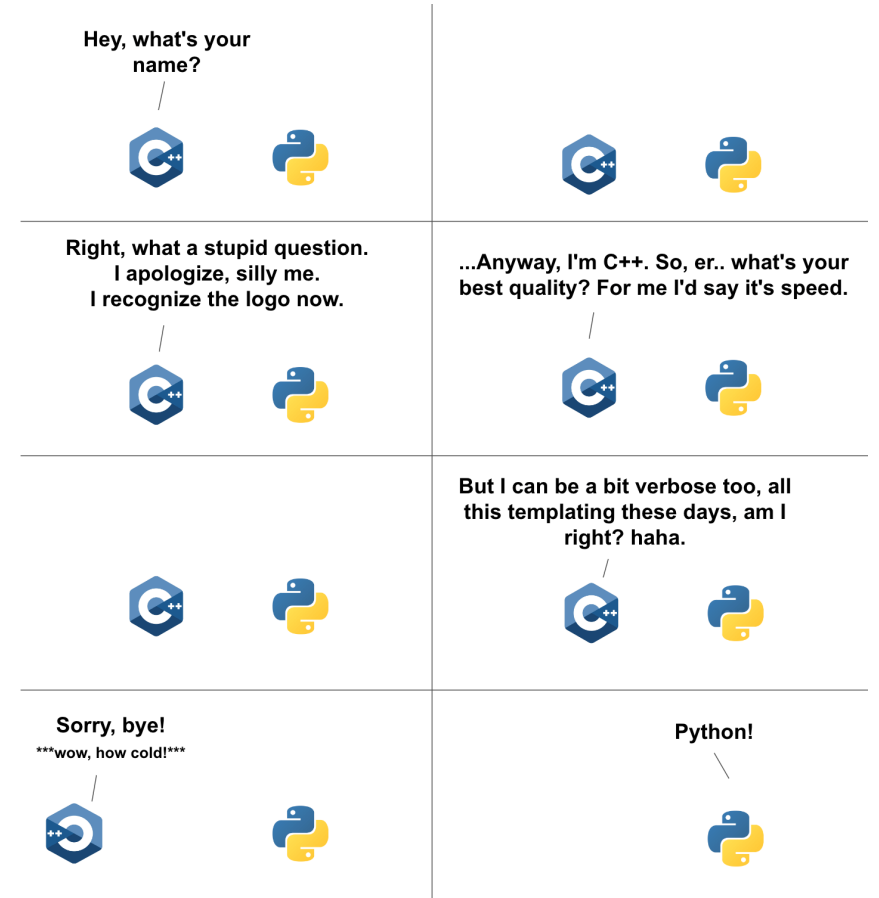 Hey, what's your
name?
C++
C++
Right, what a stupid question.
I apologize, silly me.
I recognize the logo now.
C++
...Anyway, I'm C++. So, er.. what's your
best quality? For me I'd say it's speed.
C++
C++
But I can be a bit verbose too, all
this templating these days, am I
right? haha.
C++
Sorry, bye!
***wow, how cold!***
C++
Python!